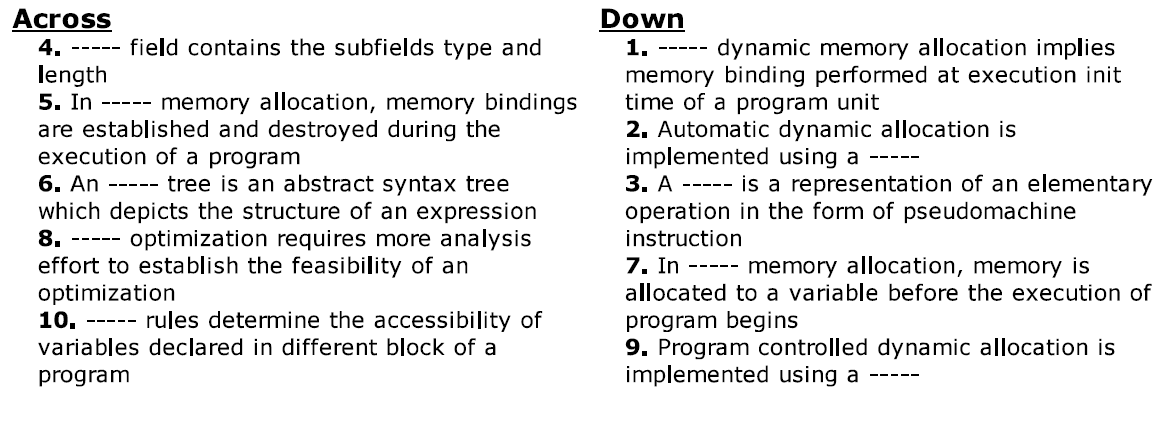 Across
4. ----- field contains the subfields type and
length
5. In ----- memory allocation, memory bindings
are established and destroyed during the
execution of a program
6. An ----- tree is an abstract syntax tree
which depicts the structure of an expression
8. ----- optimization requires more analysis
effort to establish the feasibility of an
optimization
10. ----- rules determine the accessibility of
variables declared in different block of a
program
Down
1. ----- dynamic memory allocation implies
memory binding performed at execution init
time of a program unit
2. Automatic dynamic allocation is
implemented using a -----
3. A ----- is a representation of an elementary
operation in the form of pseudomachine
instruction
7. In ----- memory allocation, memory is
allocated to a variable before the execution of
program begins
9. Program controlled dynamic allocation is
implemented using a -----